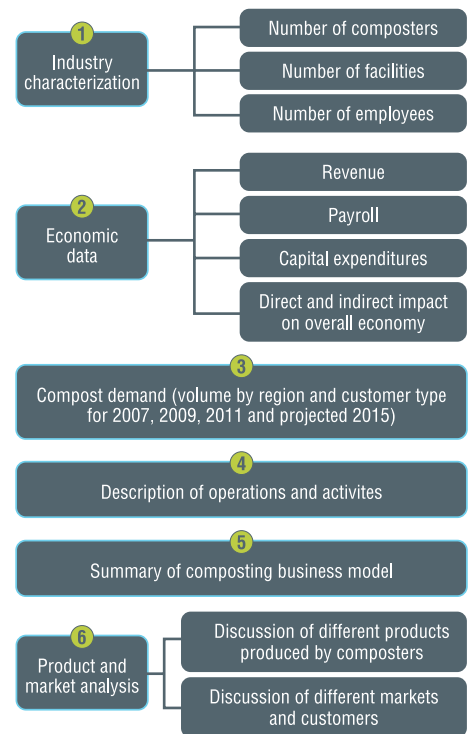 1
Industry
characterization
Number of composters
Number of facilities
Number of employees
2
Economic
data
Revenue
Payroll
Capital expenditures
Direct and indirect impact
on overall economy
3
Compost demand (volume by region and customer type
for 2007, 2009, 2011 and projected 2015)
4
Description of operations and activites
5
Summary of composting business model
6
Product and
market analysis
Discussion of different products
produced by composters
Discussion of different markets
and customers